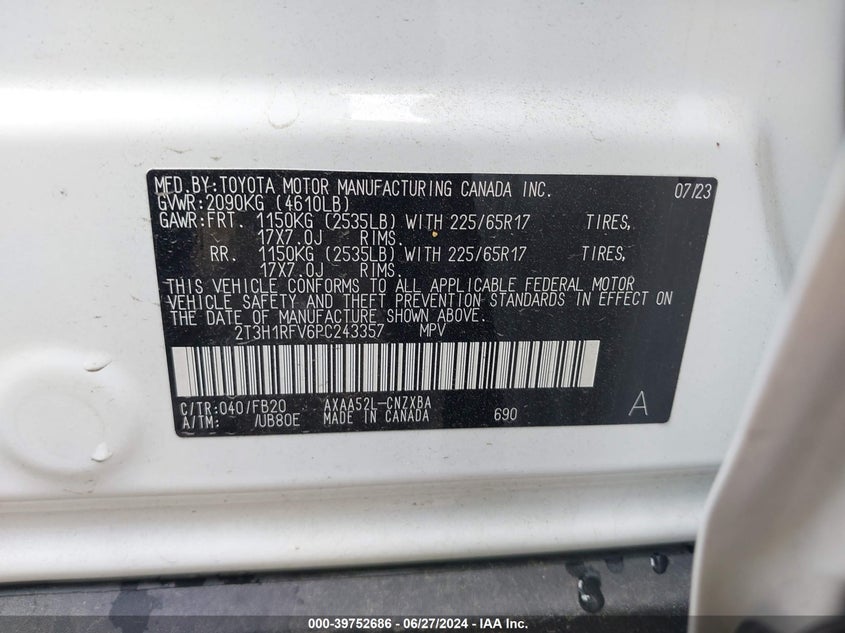 MFD.BY:TOYOTA MOTOR MANUFACTURING CANADA INC. 07/23
GVWR:2090KG (4610LB)
GAWR:FRT. 1150KG (2535LB) WITH 225/65R17 TIRES,
17X7.0J RIMS.
RR. 1150KG (2535LB) WITH 225/65R17 TIRES,
17X7.0J RIMS.
THIS VEHICLE CONFORMS TO ALL APPLICABLE FEDERAL MOTOR
VEHICLE SAFETY AND THEFT PREVENTION STANDARDS IN EFFECT ON
THE DATE OF MANUFACTURE SHOWN ABOVE.
2T3H1RFV6PC243357 MPV
C/TR:040/FB20 AXAA52L-CNZXBA
A/TM: /UB80E MADE IN CANADA 690 A
000-39752686 - 06/27/2024 - IAA Inc.